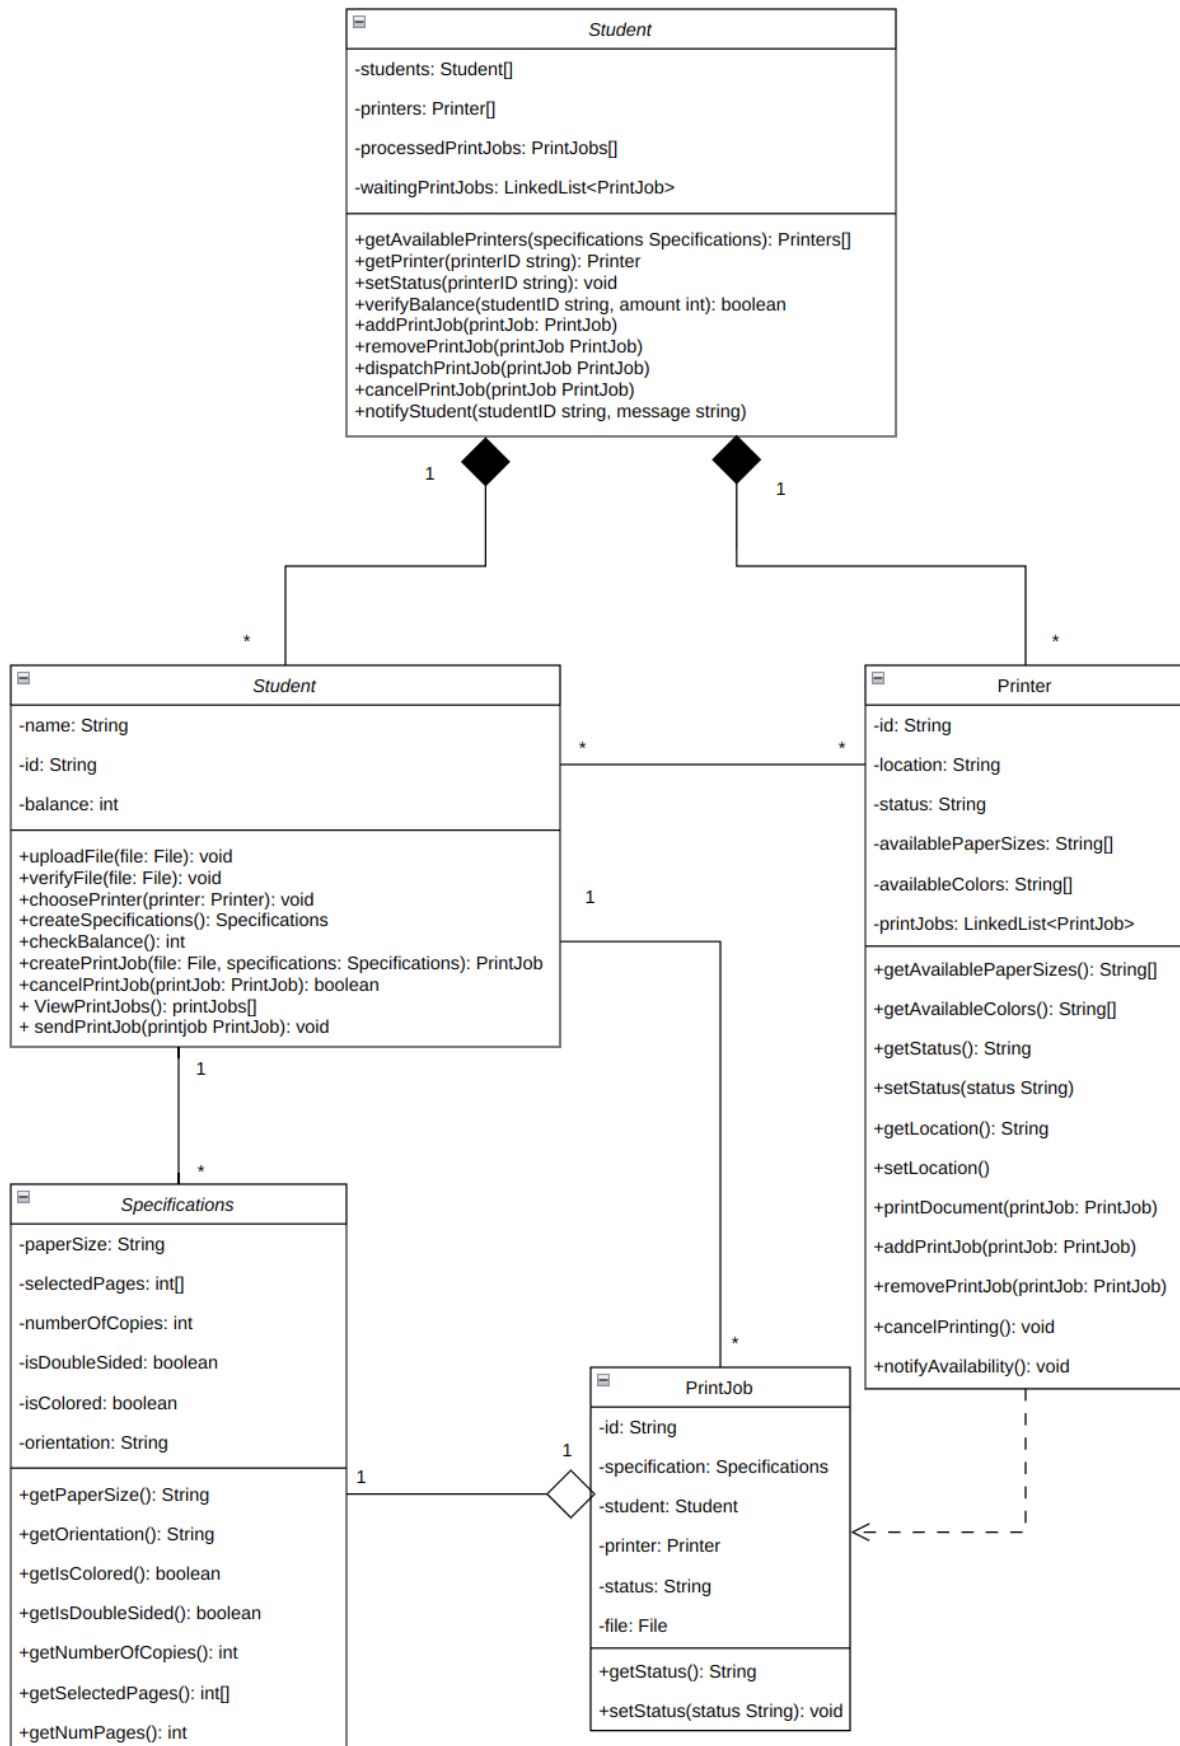 Student
-students: Student[]
-printers: Printer[]
-processedPrintJobs: PrintJobs[]
-waitingPrintJobs: LinkedList<PrintJob>
+getAvailablePrinters(specifications Specifications): Printers[]
+getPrinter(printerID string): Printer
+setStatus(printerID string): void
+verifyBalance(studentID string, amount int): boolean
+addPrintJob(printJob: PrintJob)
+removePrintJob(printJob PrintJob)
+dispatchPrintJob(printJob PrintJob)
+cancelPrintJob(printJob PrintJob)
+notifyStudent(studentID string, message string)
1
1
*
*
Student
-name: String
-id: String
-balance: int
+uploadFile(file: File): void
+verifyFile(file: File): void
+choosePrinter(printer: Printer): void
+createSpecifications(): Specifications
+checkBalance(): int
+createPrintJob(file: File, specifications: Specifications): PrintJob
+cancelPrintJob(printJob: PrintJob): boolean
+ ViewPrintJobs(): printJobs[]
+ sendPrintJob(printjob PrintJob): void
*
*
1
Printer
-id: String
-location: String
-status: String
-availablePaperSizes: String[]
-availableColors: String[]
-printJobs: LinkedList<PrintJob>
+getAvailablePaperSizes(): String[]
+getAvailableColors(): String[]
+getStatus(): String
+setStatus(status String)
+getLocation(): String
+setLocation()
+printDocument(printJob: PrintJob)
+addPrintJob(printJob: PrintJob)
+removePrintJob(printJob: PrintJob)
+cancelPrinting(): void
+notifyAvailability(): void
1
*
Specifications
-paperSize: String
-selectedPages: int[]
-numberOfCopies: int
-isDoubleSided: boolean
-isColored: boolean
-orientation: String
+getPaperSize(): String
+getOrientation(): String
+getIsColored(): boolean
+getIsDoubleSided(): boolean
+getNumberOfCopies(): int
+getSelectedPages(): int[]
+getNumPages(): int
1
1
*
PrintJob
-id: String
-specification: Specifications
-student: Student
-printer: Printer
-status: String
-file: File
+getStatus(): String
+setStatus(status String): void